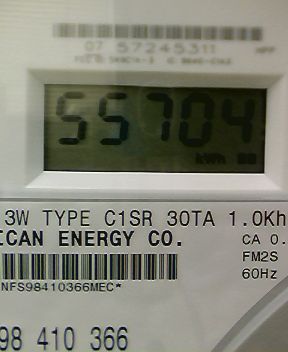 07 57245311
55704
kWh
3W TYPE C1SR 30TA 1.0Kh
ICAN ENERGY CO.
CA 0.
FM2S
60Hz
NFS98410366MEC*
98 410 366